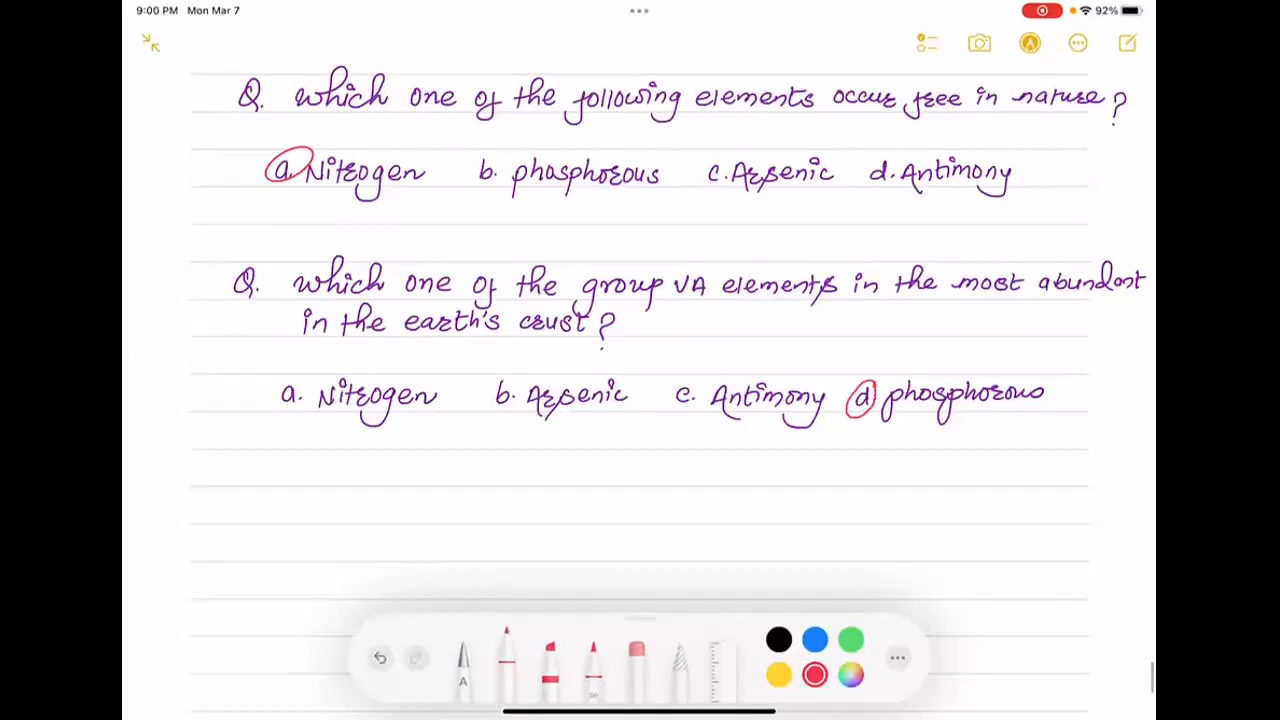 9:00 PM Mon Mar 7
92%
Q. which one of the following elements occur free in nature?
a. Nitrogen b. phosphorous c. Arsenic d. Antimony
Q. which one of the group VA elements in the most abundant
in the earth's crust?
a. Nitrogen b. Arsenic c. Antimony d phosphorous
A
50